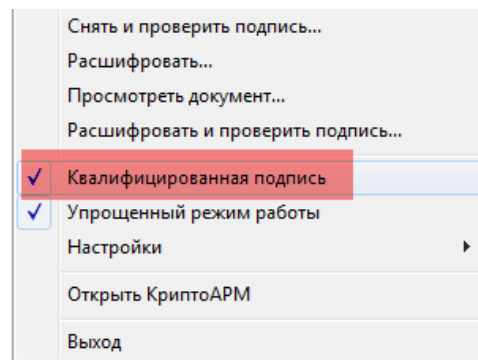 Снять и проверить подпись...
Расшифровать...
Просмотреть документ...
Расшифровать и проверить подпись...
Квалифицированная подпись
Упрощенный режим работы
Настройки
Открыть КриптоАРМ
Выход